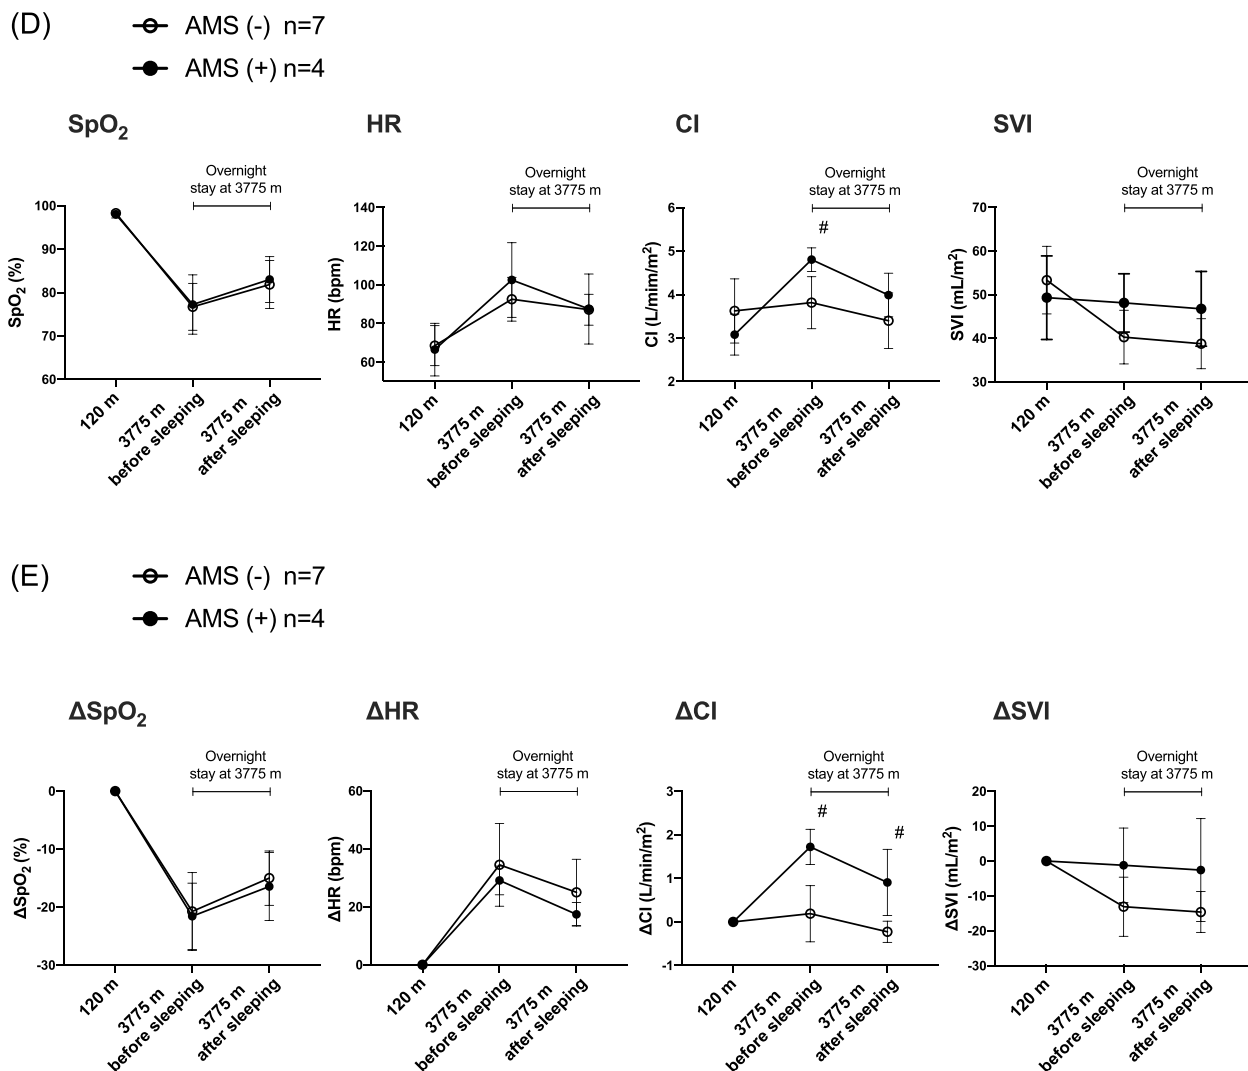 (D)
AMS (-) n=7
AMS (+) n=4
SpO2
HR
CI
SVI
Overnight
stay at 3775 m
Overnight
stay at 3775 m
Overnight
stay at 3775 m
Overnight
stay at 3775 m
SpO2 (%)
100
90
80
70
60
120 m
3775 m
before sleeping
3775 m
after sleeping
HR (bpm)
140
120
100
80
60
120 m
3775 m
before sleeping
3775 m
after sleeping
CI (L/mim/m2)
6
5
4
3
2
#
120 m
3775 m
before sleeping
3775 m
after sleeping
SVI (mL/m2)
70
60
50
40
30
120 m
3775 m
before sleeping
3775 m
after sleeping
(E)
AMS (-) n=7
AMS (+) n=4
ΔSpO2
ΔHR
ΔCI
ΔSVI
Overnight
stay at 3775 m
Overnight
stay at 3775 m
Overnight
stay at 3775 m
Overnight
stay at 3775 m
ΔSpO2 (%)
0
-10
-20
-30
120 m
3775 m
before sleeping
3775 m
after sleeping
ΔHR (bpm)
60
40
20
0
120 m
3775 m
before sleeping
3775 m
after sleeping
ΔCI (L/min/m2)
3
2
1
0
-1
#
#
120 m
3775 m
before sleeping
3775 m
after sleeping
ΔSVI (mL/m2)
20
10
0
-10
-20
-30
120 m
3775 m
before sleeping
3775 m
after sleeping